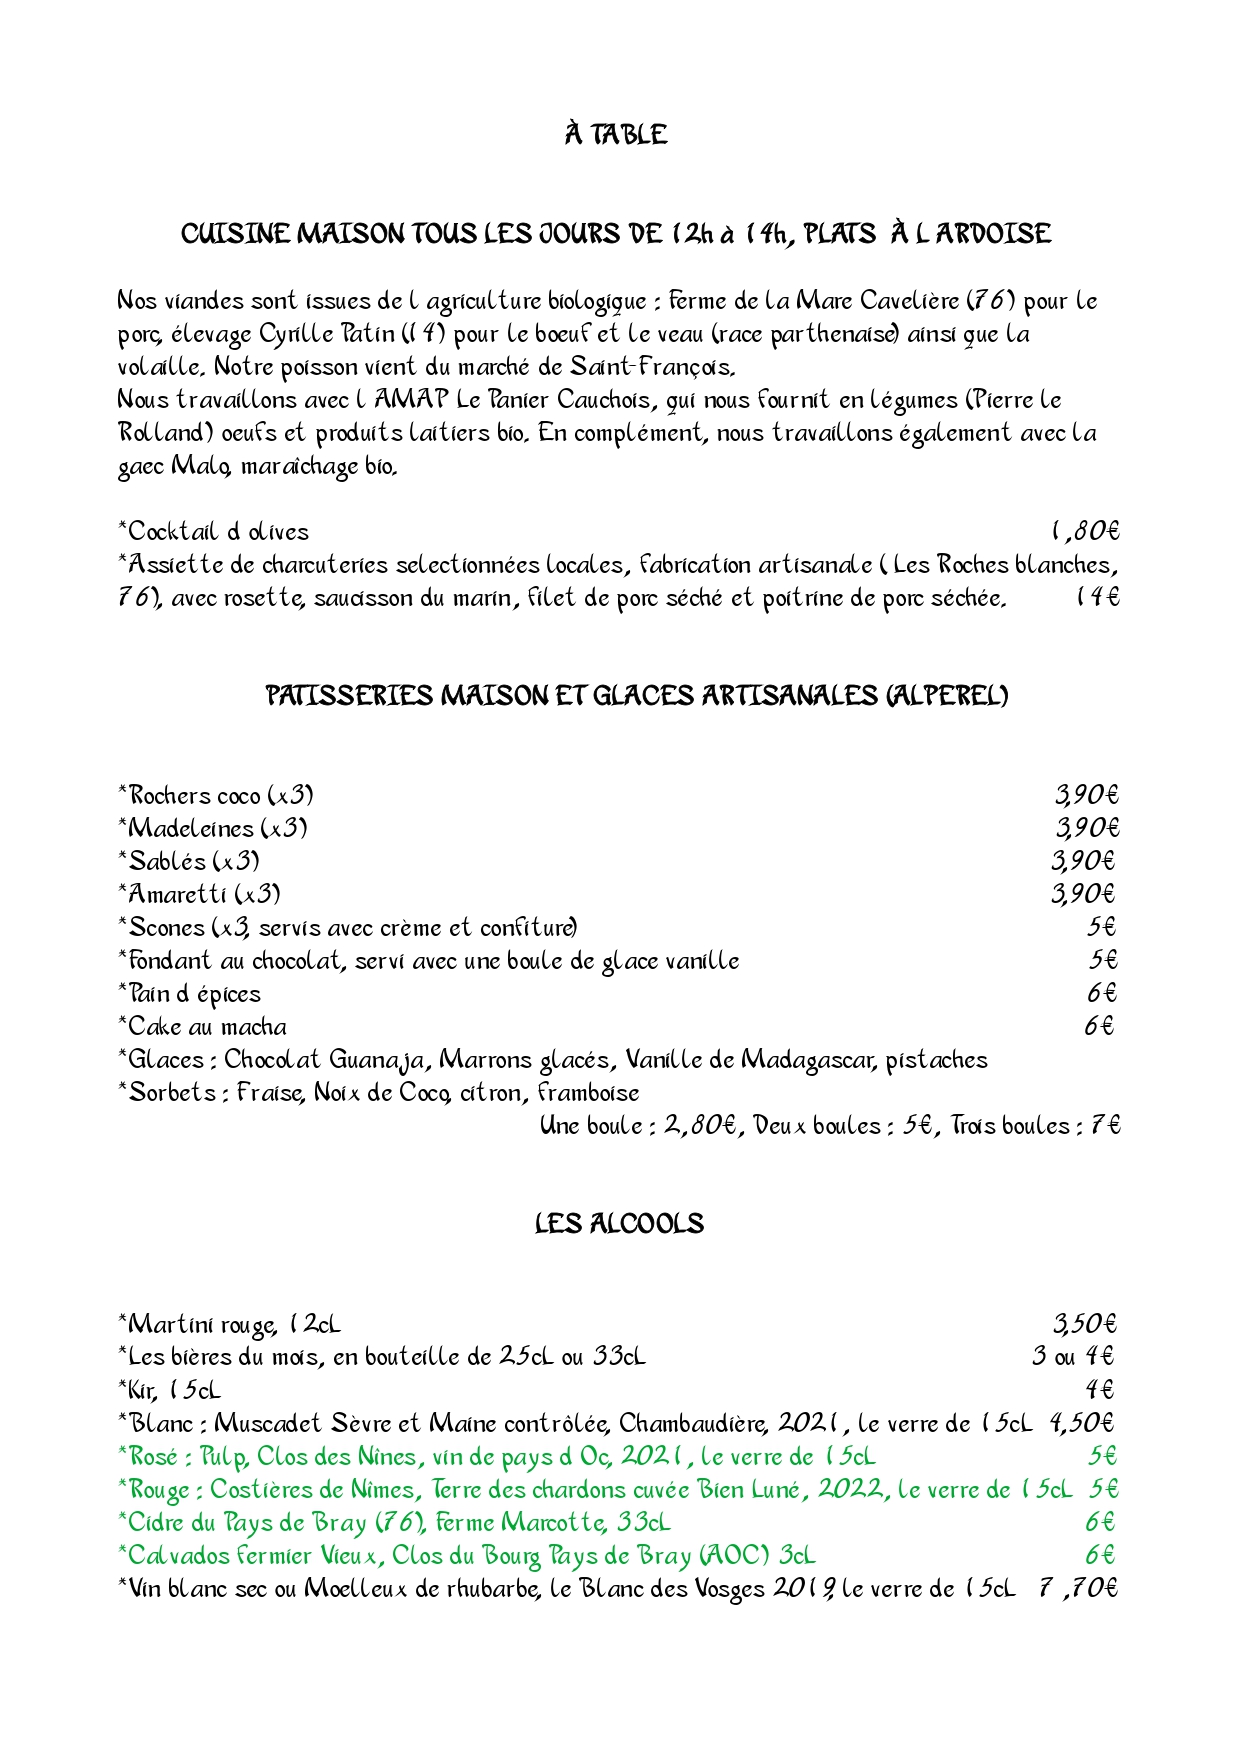 À TABLE
CUISINE MAISON TOUS LES JOURS DE 12h à 14h, PLATS À L ARDOISE
Nos viandes sont issues de l agriculture biologique : Ferme de la Mare Cavelière (76) pour le
porc, élevage Cyrille Patin (14) pour le boeuf et le veau (race parthenaise) ainsi que la
volaille. Notre poisson vient du marché de Saint-François.
Nous travaillons avec l AMAP Le Panier Cauchois, qui nous fournit en légumes (Pierre le
Rolland) oeufs et produits laitiers bio. En complément, nous travaillons également avec la
gaec Malo, maraîchage bio.
*Cocktail d olives 1,80€
*Assiette de charcuteries selectionnées locales, fabrication artisanale ( Les Roches blanches,
76), avec rosette, saucisson du marin, filet de porc séché et poitrine de porc séchée. 14€
PATISSERIES MAISON ET GLACES ARTISANALES (ALPEREL)
*Rochers coco (x3) 3,90€
*Madeleines (x3) 3,90€
*Sablés (x3) 3,90€
*Amaretti (x3) 3,90€
*Scones (x3, servis avec crème et confiture) 5€
*Fondant au chocolat, servi avec une boule de glace vanille 5€
*Pain d épices 6€
*Cake au macha 6€
*Glaces : Chocolat Guanaja, Marrons glacés, Vanille de Madagascar, pistaches
*Sorbets : Fraise, Noix de Coco, citron, framboise
Une boule : 2,80€, Deux boules : 5€, Trois boules : 7€
LES ALCOOLS
*Martini rouge, 12cL 3,50€
*Les bières du mois, en bouteille de 25cL ou 33cL 3 ou 4€
*Kir, 15cL 4€
*Blanc : Muscadet Sèvre et Maine contrôlée, Chambaudière, 2021, le verre de 15cL 4,50€
*Rosé : Pulp, Clos des Nînes, vin de pays d Oc, 2021, le verre de 15cL 5€
*Rouge : Costières de Nîmes, Terre des chardons cuvée Bien Luné, 2022, le verre de 15cL 5€
*Cidre du Pays de Bray (76), Ferme Marcotte, 33cL 6€
*Calvados fermier Vieux, Clos du Bourg Pays de Bray (AOC) 3cL 6€
*Vin blanc sec ou Moelleux de rhubarbe, le Blanc des Vosges 2019, le verre de 15cL 7 ,70€